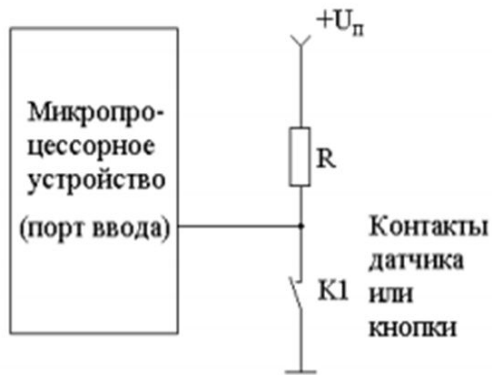 +Uп
Микропро-
цессорное
устройство
(порт ввода)
R
K1
Контакты
датчика
или
кнопки